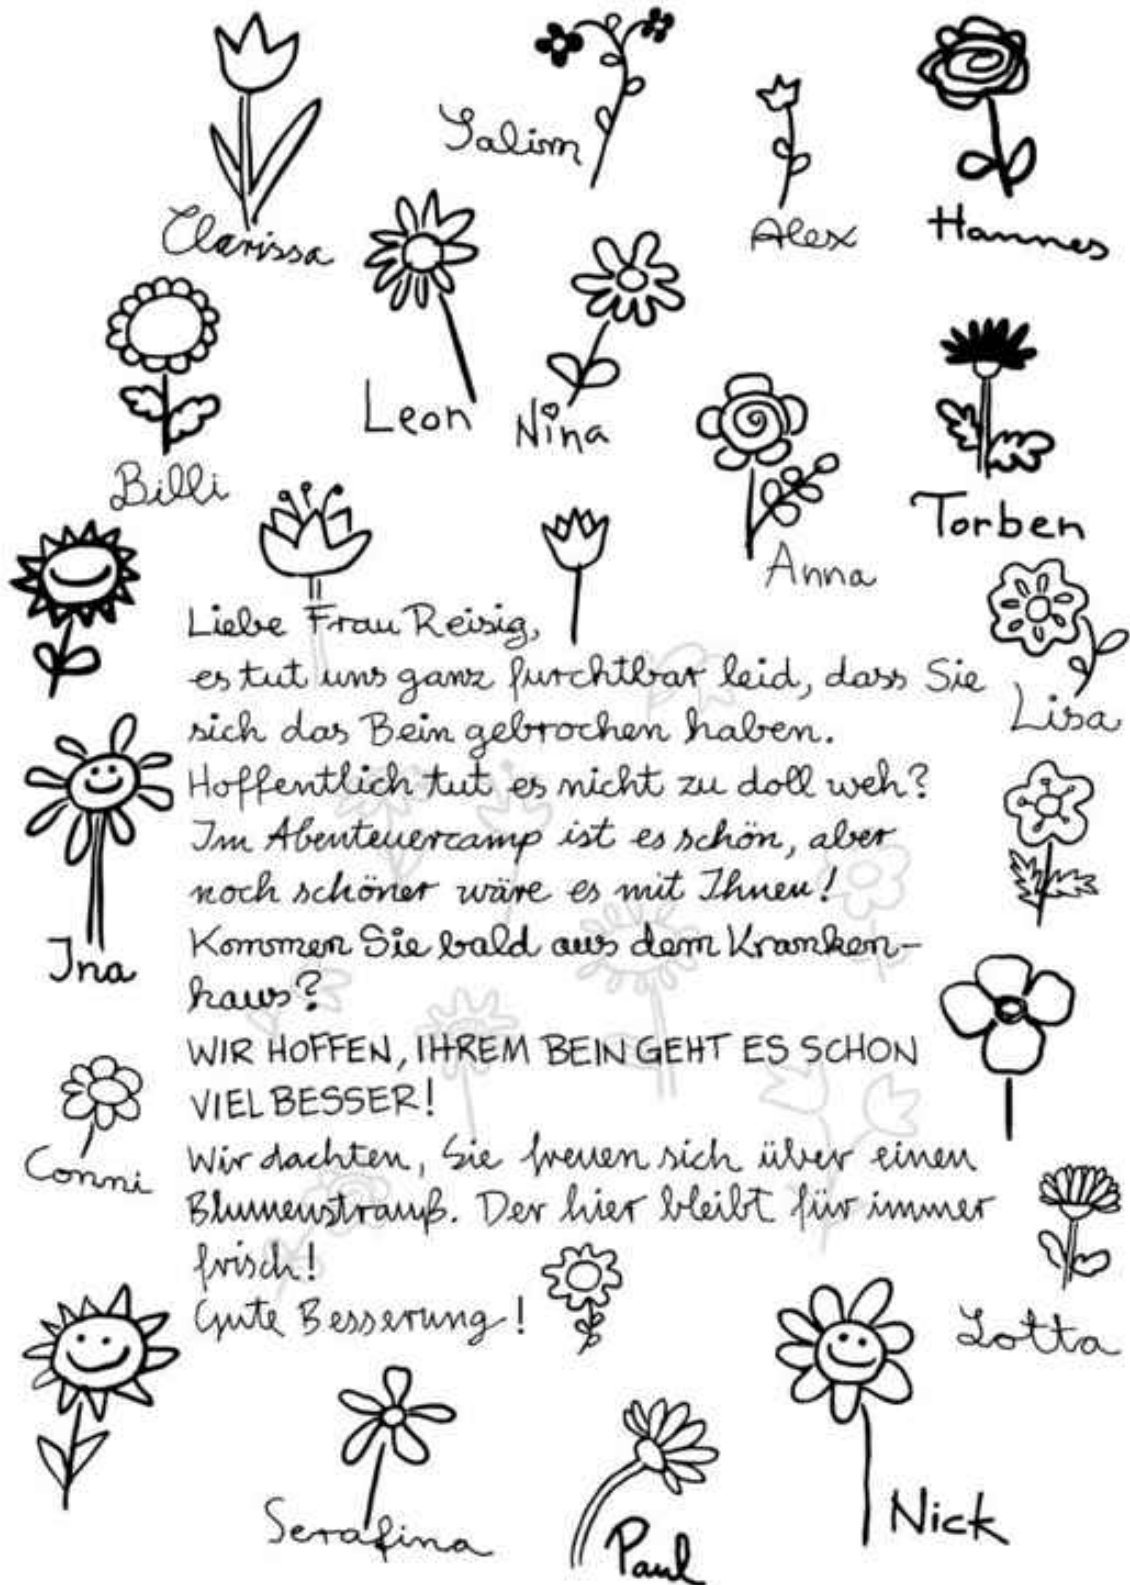 Salim
Clarissa
Alex
Hannes
Leon
Nina
Billi
Torben
Anna
Liebe Frau Reisig,
es tut uns ganz furchtbar leid, dass Sie
sich das Bein gebrochen haben.
Lisa
Hoffentlich tut es nicht zu doll weh?
Im Abenteuercamp ist es schön, aber
noch schöner wäre es mit Ihnen!
Kommen Sie bald aus dem Kranken-
haus?
Ina
WIR HOFFEN, IHREM BEIN GEHT ES SCHON
VIEL BESSER!
Conni
Wir dachten, Sie freuen sich über einen
Blumenstrauß. Der hier bleibt für immer
frisch!
Gute Besserung!
Lotta
Serafina
Paul
Nick